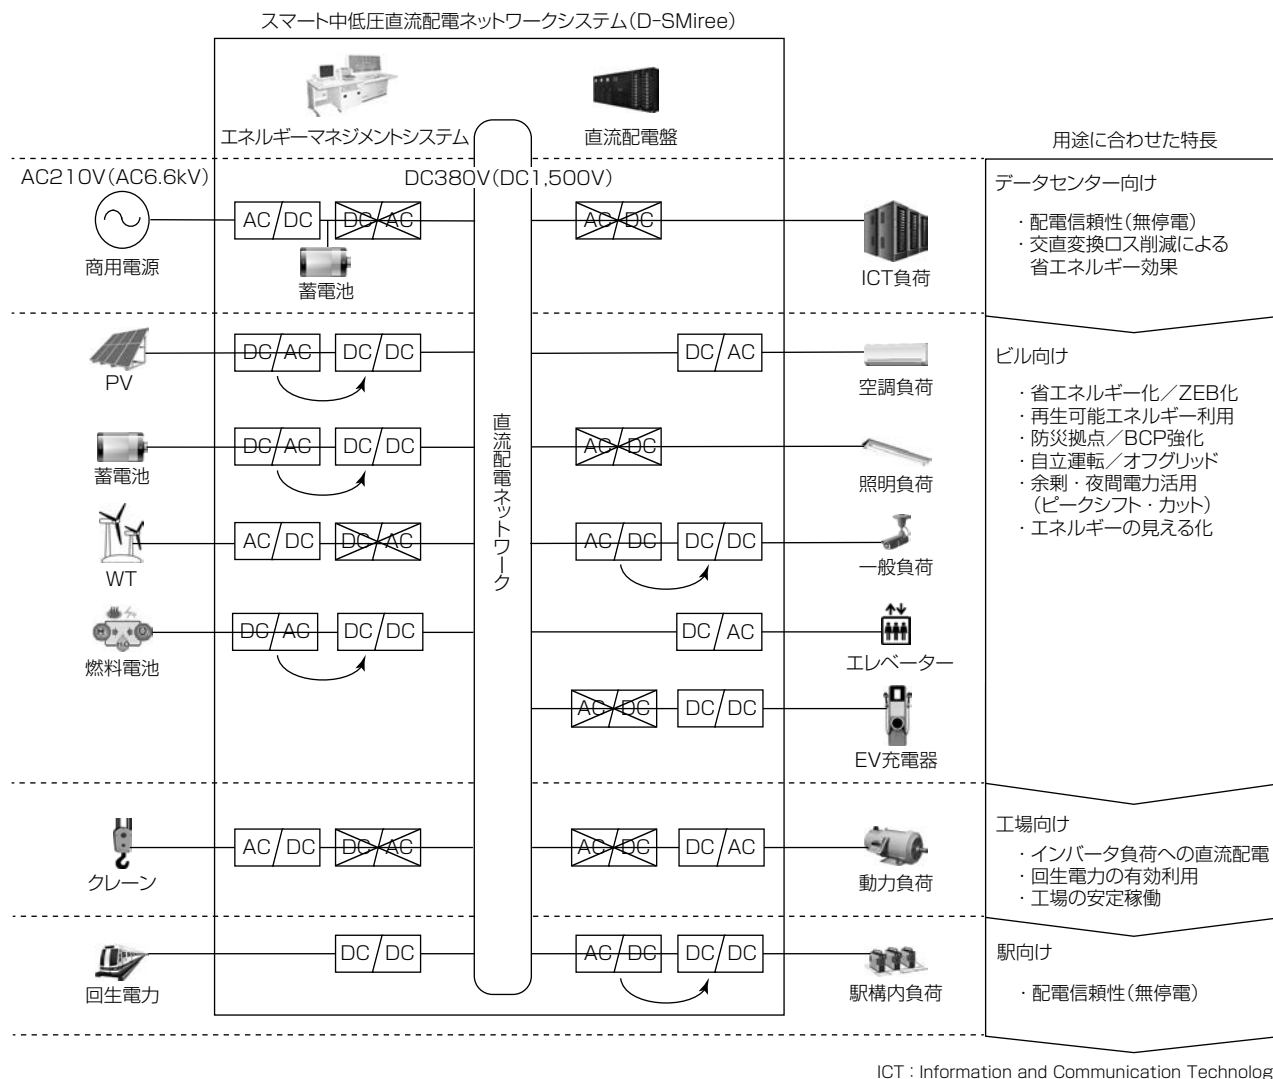 スマート中低圧直流配電ネットワークシステム(D-SMiree)
エネルギーマネジメントシステム
直流配電盤
用途に合わせた特長
AC210V(AC6.6kV)
DC380V(DC1,500V)
商用電源
AC/DC
DC/AC
蓄電池
AC/DC
ICT負荷
データセンター向け
・配電信頼性(無停電)
・交直変換ロス削減による
省エネルギー効果
直流配電ネットワーク
PV
DC/AC
DC/DC
DC/AC
空調負荷
蓄電池
DC/AC
DC/DC
AC/DC
照明負荷
WT
AC/DC
DC/AC
AC/DC
DC/DC
一般負荷
H
H₂O
燃料電池
DC/AC
DC/DC
DC/AC
エレベーター
AC/DC
DC/DC
EV充電器
ビル向け
・省エネルギー化／ZEB化
・再生可能エネルギー利用
・防災拠点／BCP強化
・自立運転／オフグリッド
・余剰・夜間電力活用
(ピークシフト・カット)
・エネルギーの見える化
クレーン
AC/DC
DC/AC
AC/DC
DC/AC
動力負荷
工場向け
・インバータ負荷への直流配電
・回生電力の有効利用
・工場の安定稼働
回生電力
DC/DC
AC/DC
DC/DC
駅構内負荷
駅向け
・配電信頼性(無停電)
ICT：Information and Communication Technolog